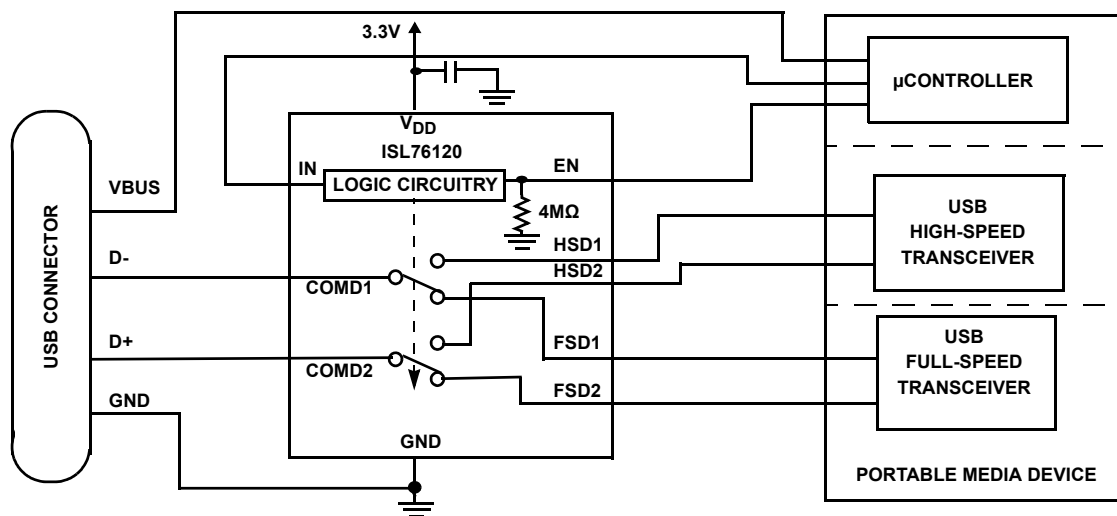 3.3V
µCONTROLLER
VDD
ISL76120
IN
EN
LOGIC CIRCUITRY
4MΩ
USB CONNECTOR
VBUS
D-
D+
GND
COMD1
COMD2
HSD1
HSD2
FSD1
FSD2
GND
USB
HIGH-SPEED
TRANSCEIVER
USB
FULL-SPEED
TRANSCEIVER
PORTABLE MEDIA DEVICE